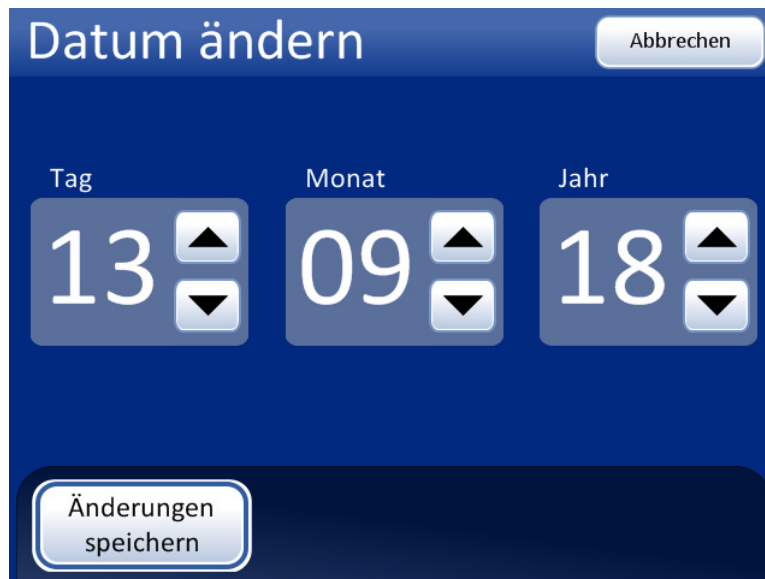 Datum ändern
Abbrechen
Tag
Monat
Jahr
13
09
18
Änderungen
speichern